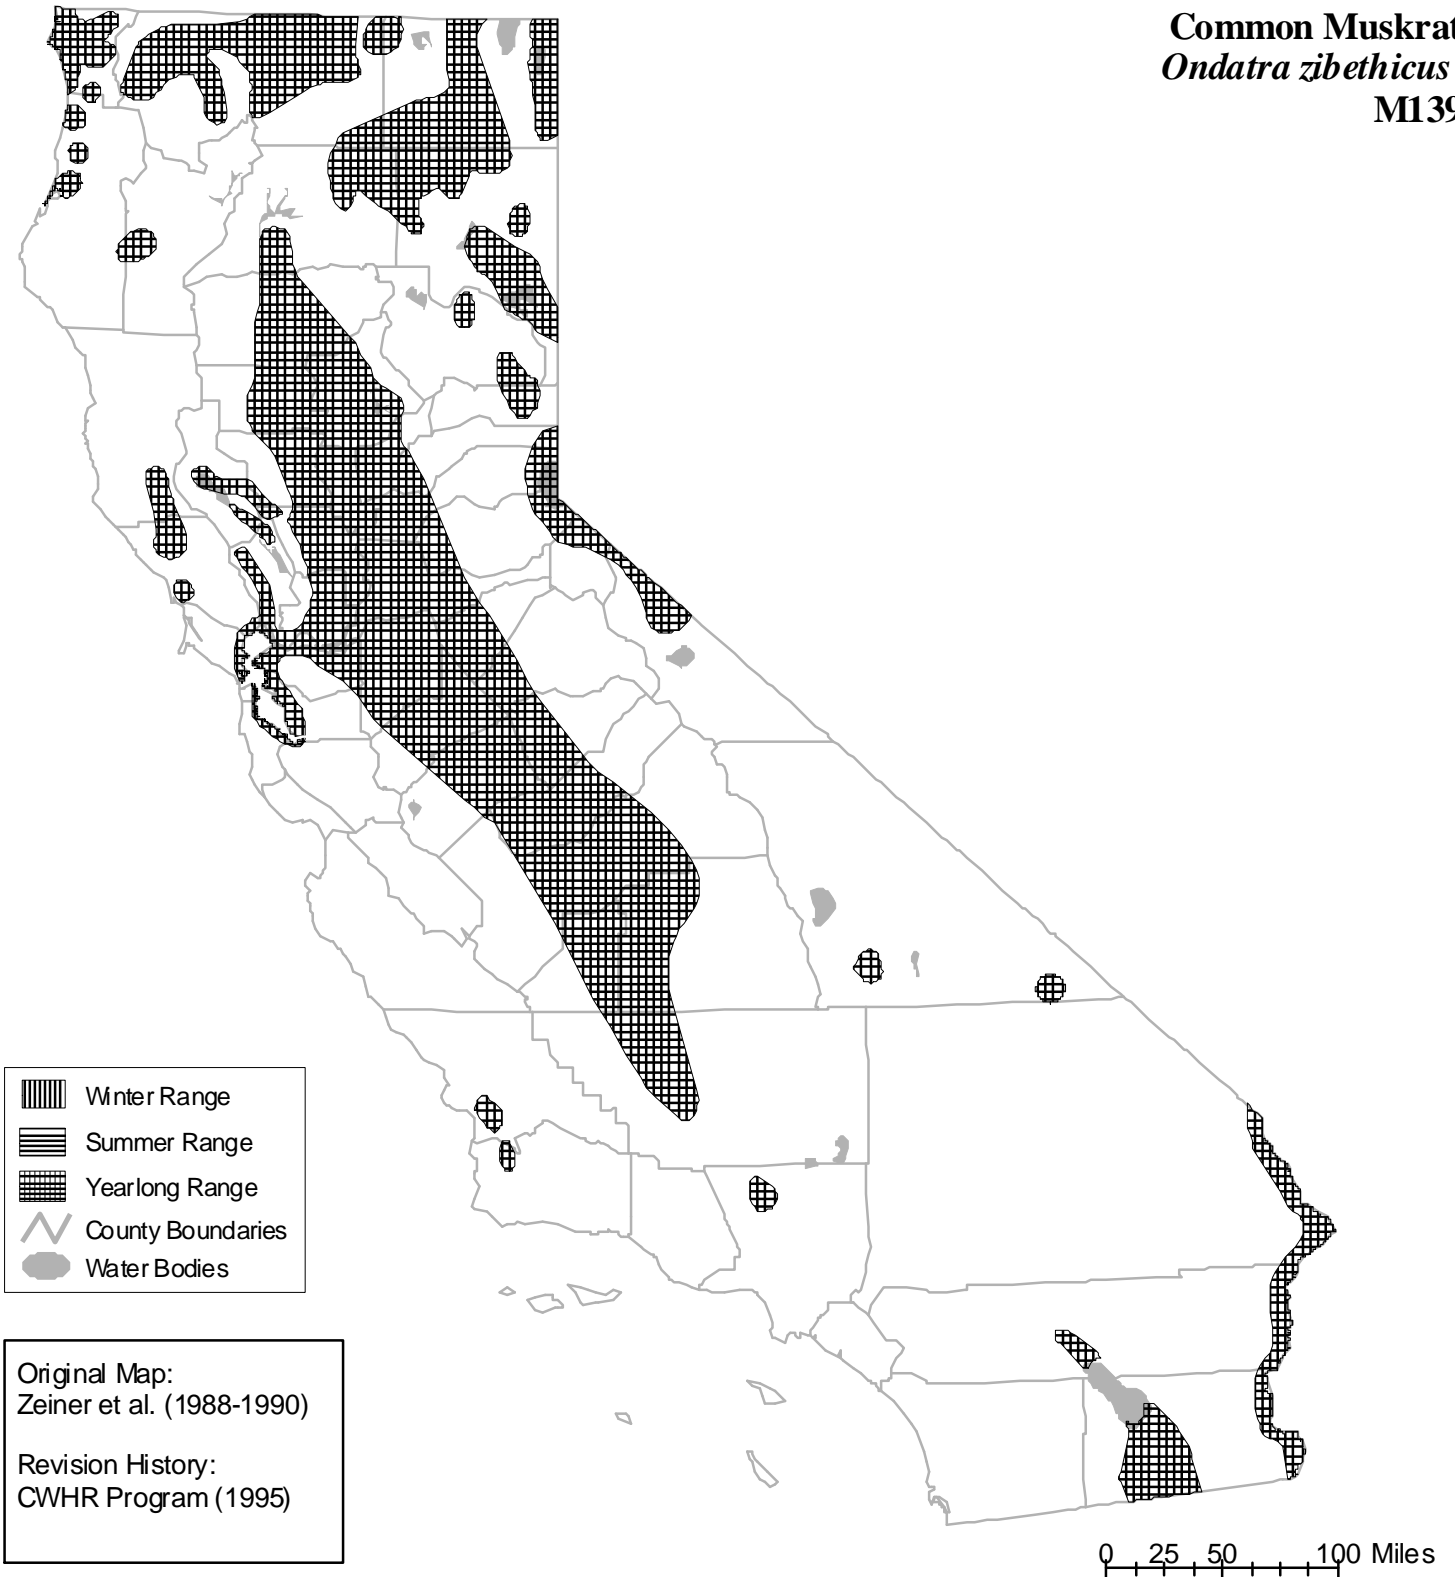 Common Muskrat
Ondatra zibethicus
M139
Winter Range
Summer Range
Yearlong Range
County Boundaries
Water Bodies
Original Map:
Zeiner et al. (1988-1990)
Revision History:
CWHR Program (1995)
0 25 50 100 Miles